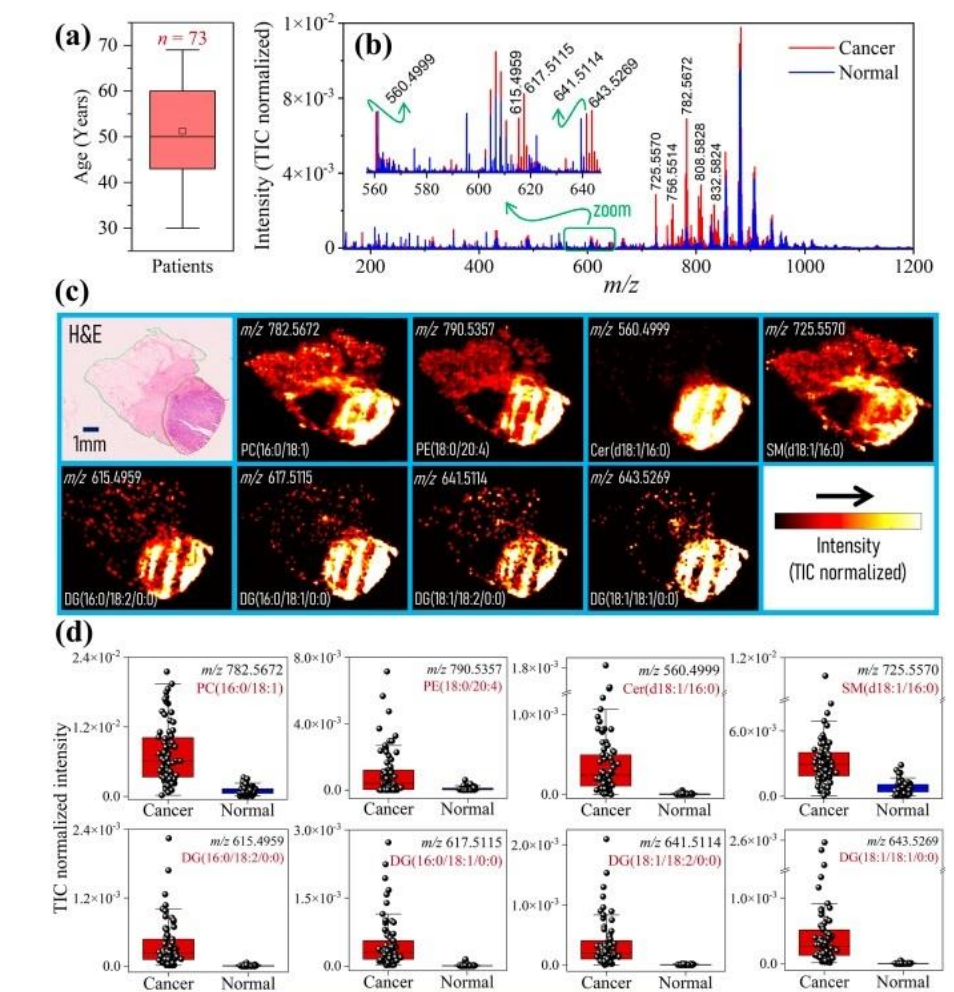 (a)
n = 73
70
60
50
40
30
Age (Years)
Patients
(b)
1×10⁻²
8×10⁻³
4×10⁻³
0
Intensity (TIC normalized)
560.4999
615.4959
617.5115
641.5114
643.5269
560 580 600 620 640
zoom
725.5570
756.5514
782.5672
808.5828
832.5824
Cancer
Normal
200 400 600 800 1000 1200
m/z
(c)
H&E
1mm
m/z 782.5672
PC(16:0/18:1)
m/z 790.5357
PE(18:0/20:4)
m/z 560.4999
Cer(d18:1/16:0)
m/z 725.5570
SM(d18:1/16:0)
m/z 615.4959
DG(16:0/18:2/0:0)
m/z 617.5115
DG(16:0/18:1/0:0)
m/z 641.5114
DG(18:1/18:2/0:0)
m/z 643.5269
DG(18:1/18:1/0:0)
Intensity
(TIC normalized)
(d)
TIC normalized intensity
2.4×10⁻²
1.2×10⁻²
0.0
m/z 782.5672
PC(16:0/18:1)
Cancer Normal
8.0×10⁻³
4.0×10⁻³
0.0
m/z 790.5357
PE(18:0/20:4)
Cancer Normal
1.8×10⁻³
1.0×10⁻³
0.0
m/z 560.4999
Cer(d18:1/16:0)
Cancer Normal
1.2×10⁻²
6.0×10⁻³
0.0
m/z 725.5570
SM(d18:1/16:0)
Cancer Normal
2.4×10⁻³
1.2×10⁻³
0.0
m/z 615.4959
DG(16:0/18:2/0:0)
Cancer Normal
3.0×10⁻³
1.5×10⁻³
0.0
m/z 617.5115
DG(16:0/18:1/0:0)
Cancer Normal
2.0×10⁻³
1.0×10⁻³
0.0
m/z 641.5114
DG(18:1/18:2/0:0)
Cancer Normal
2.6×10⁻³
1.0×10⁻³
0.0
m/z 643.5269
DG(18:1/18:1/0:0)
Cancer Normal